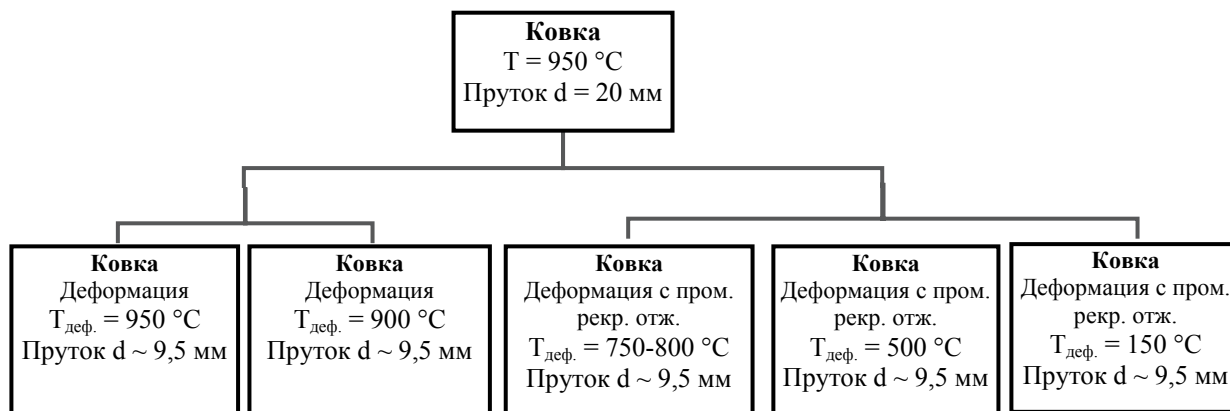 Ковка
T = 950 °C
Пруток d = 20 мм
Ковка
Деформация
Tдеф. = 950 °C
Пруток d ~ 9,5 мм
Ковка
Деформация
Tдеф. = 900 °C
Пруток d ~ 9,5 мм
Ковка
Деформация с пром.
рекр. отж.
Tдеф. = 750-800 °C
Пруток d ~ 9,5 мм
Ковка
Деформация с пром.
рекр. отж.
Tдеф. = 500 °C
Пруток d ~ 9,5 мм
Ковка
Деформация с пром.
рекр. отж.
Tдеф. = 150 °C
Пруток d ~ 9,5 мм